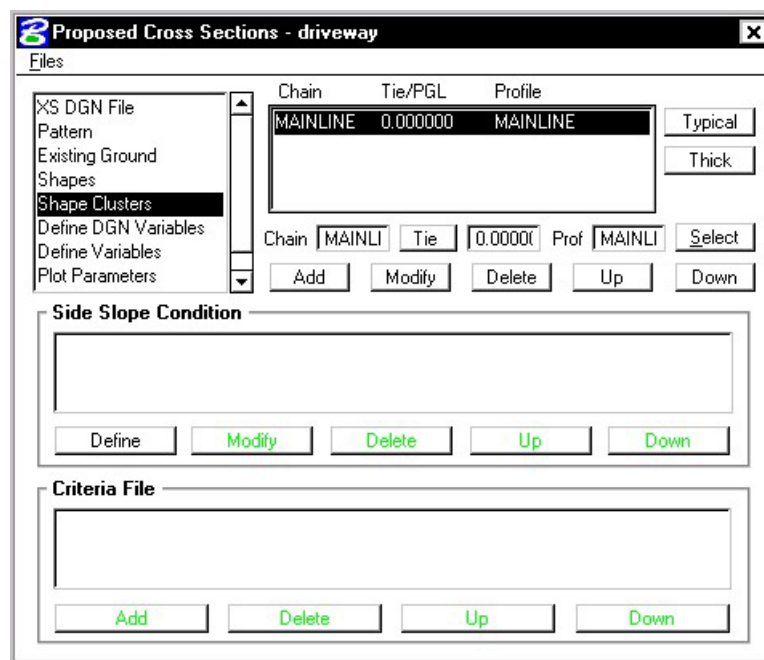 Proposed Cross Sections - driveway
Files
Chain Tie/PGL Profile
XS DGN File
Pattern
Existing Ground
Shapes
Shape Clusters
Define DGN Variables
Define Variables
Plot Parameters
MAINLINE 0.000000 MAINLINE
Typical
Thick
Chain MAINLI Tie 0.0000( Prof MAINLI Select
Add Modify Delete Up Down
Side Slope Condition
Define Modify Delete Up Down
Criteria File
Add Delete Up Down